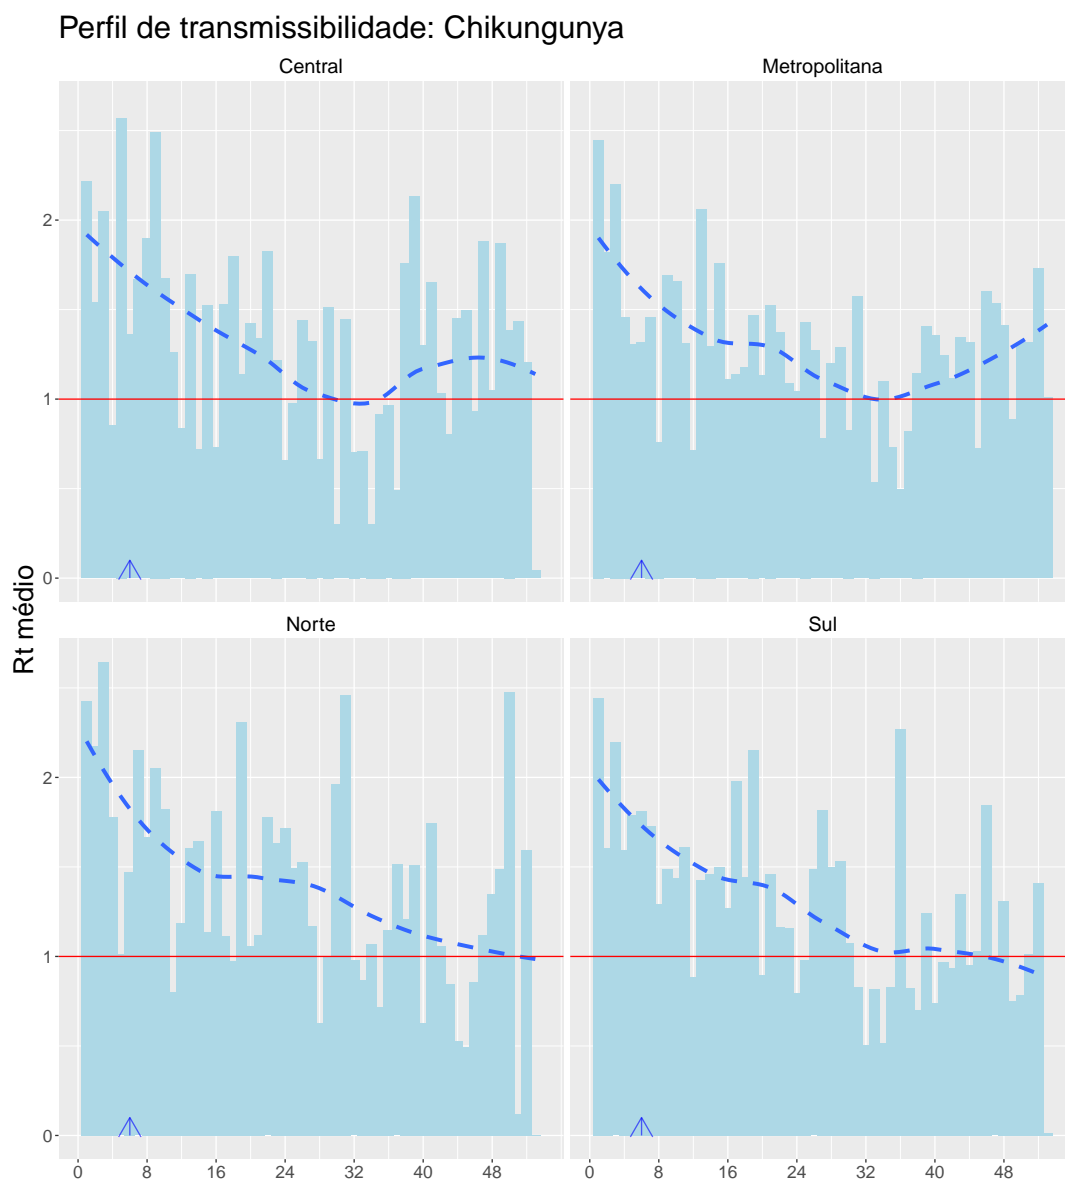 Perfil de transmissibilidade: Chikungunya
Central
Metropolitana
2
1
0
Rt médio
Norte
Sul
2
1
0
0 8 16 24 32 40 48
0 8 16 24 32 40 48